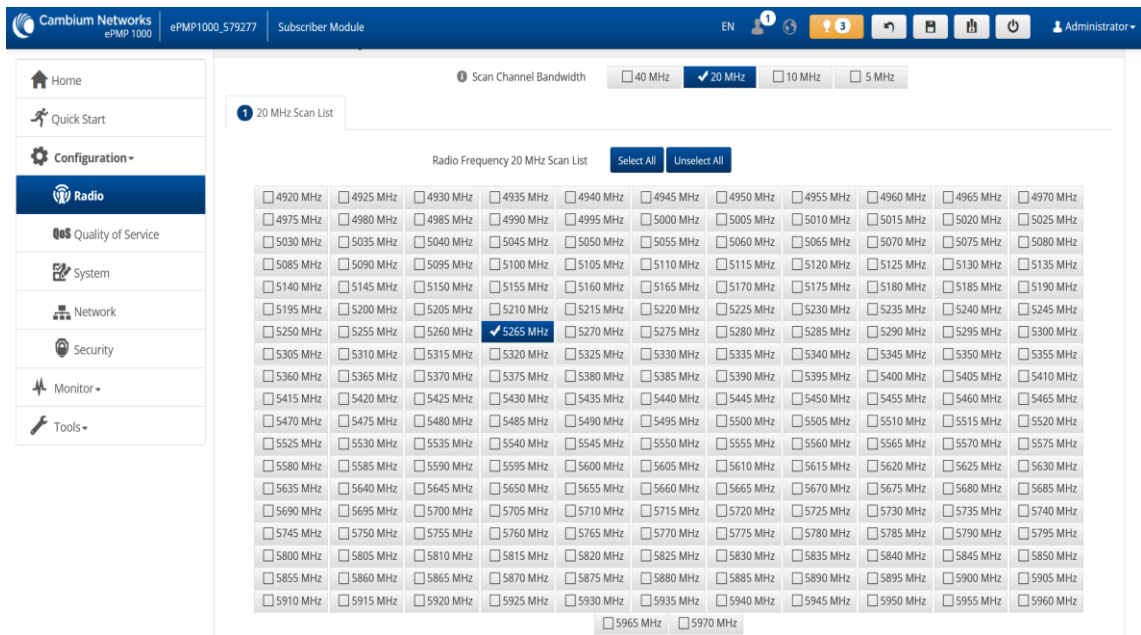 Cambium Networks
ePMP 1000
ePMP1000_579277
Subscriber Module
EN 1 3 Administrator
Home
Quick Start
Configuration
Radio
QoS Quality of Service
System
Network
Security
Monitor
Tools
Scan Channel Bandwidth 40 MHz 20 MHz 10 MHz 5 MHz
1 20 MHz Scan List
Radio Frequency 20 MHz Scan List Select All Unselect All
4920 MHz 4925 MHz 4930 MHz 4935 MHz 4940 MHz 4945 MHz 4950 MHz 4955 MHz 4960 MHz 4965 MHz 4970 MHz
4975 MHz 4980 MHz 4985 MHz 4990 MHz 4995 MHz 5000 MHz 5005 MHz 5010 MHz 5015 MHz 5020 MHz 5025 MHz
5030 MHz 5035 MHz 5040 MHz 5045 MHz 5050 MHz 5055 MHz 5060 MHz 5065 MHz 5070 MHz 5075 MHz 5080 MHz
5085 MHz 5090 MHz 5095 MHz 5100 MHz 5105 MHz 5110 MHz 5115 MHz 5120 MHz 5125 MHz 5130 MHz 5135 MHz
5140 MHz 5145 MHz 5150 MHz 5155 MHz 5160 MHz 5165 MHz 5170 MHz 5175 MHz 5180 MHz 5185 MHz 5190 MHz
5195 MHz 5200 MHz 5205 MHz 5210 MHz 5215 MHz 5220 MHz 5225 MHz 5230 MHz 5235 MHz 5240 MHz 5245 MHz
5250 MHz 5255 MHz 5260 MHz 5265 MHz 5270 MHz 5275 MHz 5280 MHz 5285 MHz 5290 MHz 5295 MHz 5300 MHz
5305 MHz 5310 MHz 5315 MHz 5320 MHz 5325 MHz 5330 MHz 5335 MHz 5340 MHz 5345 MHz 5350 MHz 5355 MHz
5360 MHz 5365 MHz 5370 MHz 5375 MHz 5380 MHz 5385 MHz 5390 MHz 5395 MHz 5400 MHz 5405 MHz 5410 MHz
5415 MHz 5420 MHz 5425 MHz 5430 MHz 5435 MHz 5440 MHz 5445 MHz 5450 MHz 5455 MHz 5460 MHz 5465 MHz
5470 MHz 5475 MHz 5480 MHz 5485 MHz 5490 MHz 5495 MHz 5500 MHz 5505 MHz 5510 MHz 5515 MHz 5520 MHz
5525 MHz 5530 MHz 5535 MHz 5540 MHz 5545 MHz 5550 MHz 5555 MHz 5560 MHz 5565 MHz 5570 MHz 5575 MHz
5580 MHz 5585 MHz 5590 MHz 5595 MHz 5600 MHz 5605 MHz 5610 MHz 5615 MHz 5620 MHz 5625 MHz 5630 MHz
5635 MHz 5640 MHz 5645 MHz 5650 MHz 5655 MHz 5660 MHz 5665 MHz 5670 MHz 5675 MHz 5680 MHz 5685 MHz
5690 MHz 5695 MHz 5700 MHz 5705 MHz 5710 MHz 5715 MHz 5720 MHz 5725 MHz 5730 MHz 5735 MHz 5740 MHz
5745 MHz 5750 MHz 5755 MHz 5760 MHz 5765 MHz 5770 MHz 5775 MHz 5780 MHz 5785 MHz 5790 MHz 5795 MHz
5800 MHz 5805 MHz 5810 MHz 5815 MHz 5820 MHz 5825 MHz 5830 MHz 5835 MHz 5840 MHz 5845 MHz 5850 MHz
5855 MHz 5860 MHz 5865 MHz 5870 MHz 5875 MHz 5880 MHz 5885 MHz 5890 MHz 5895 MHz 5900 MHz 5905 MHz
5910 MHz 5915 MHz 5920 MHz 5925 MHz 5930 MHz 5935 MHz 5940 MHz 5945 MHz 5950 MHz 5955 MHz 5960 MHz
5965 MHz 5970 MHz